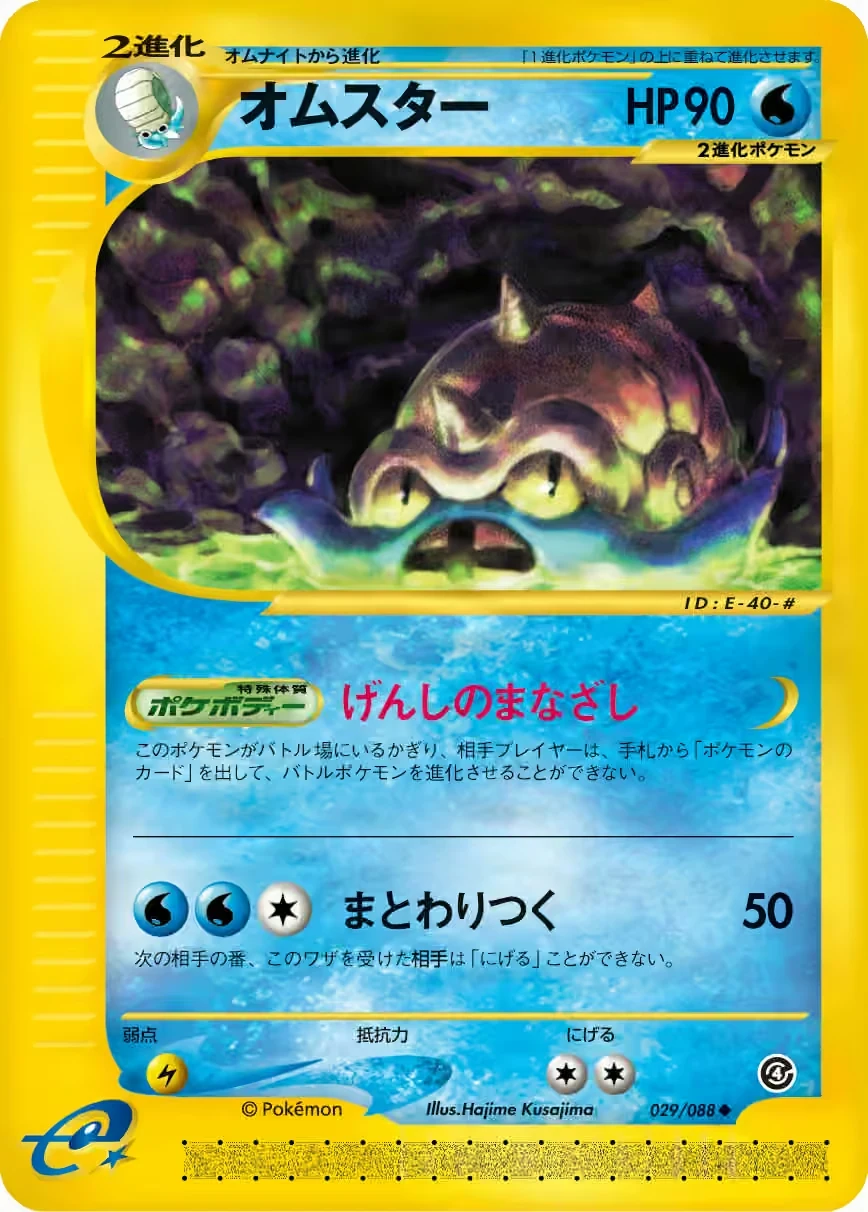 2進化
オムナイトから進化
「1進化ポケモン」の上に重ねて進化させます。
オムスター
HP90
2進化ポケモン
ID:E-40-#
特殊体質
ポケボディー
げんしのまなざし
このポケモンがバトル場にいるかぎり、相手プレイヤーは、手札から「ポケモンの
カード」を出して、バトルポケモンを進化させることができない。
まとわりつく 50
次の相手の番、このワザを受けた相手は「にげる」ことができない。
弱点 抵抗力 にげる
4
© Pokémon Illus.Hajime Kusajima 029/088◆
e